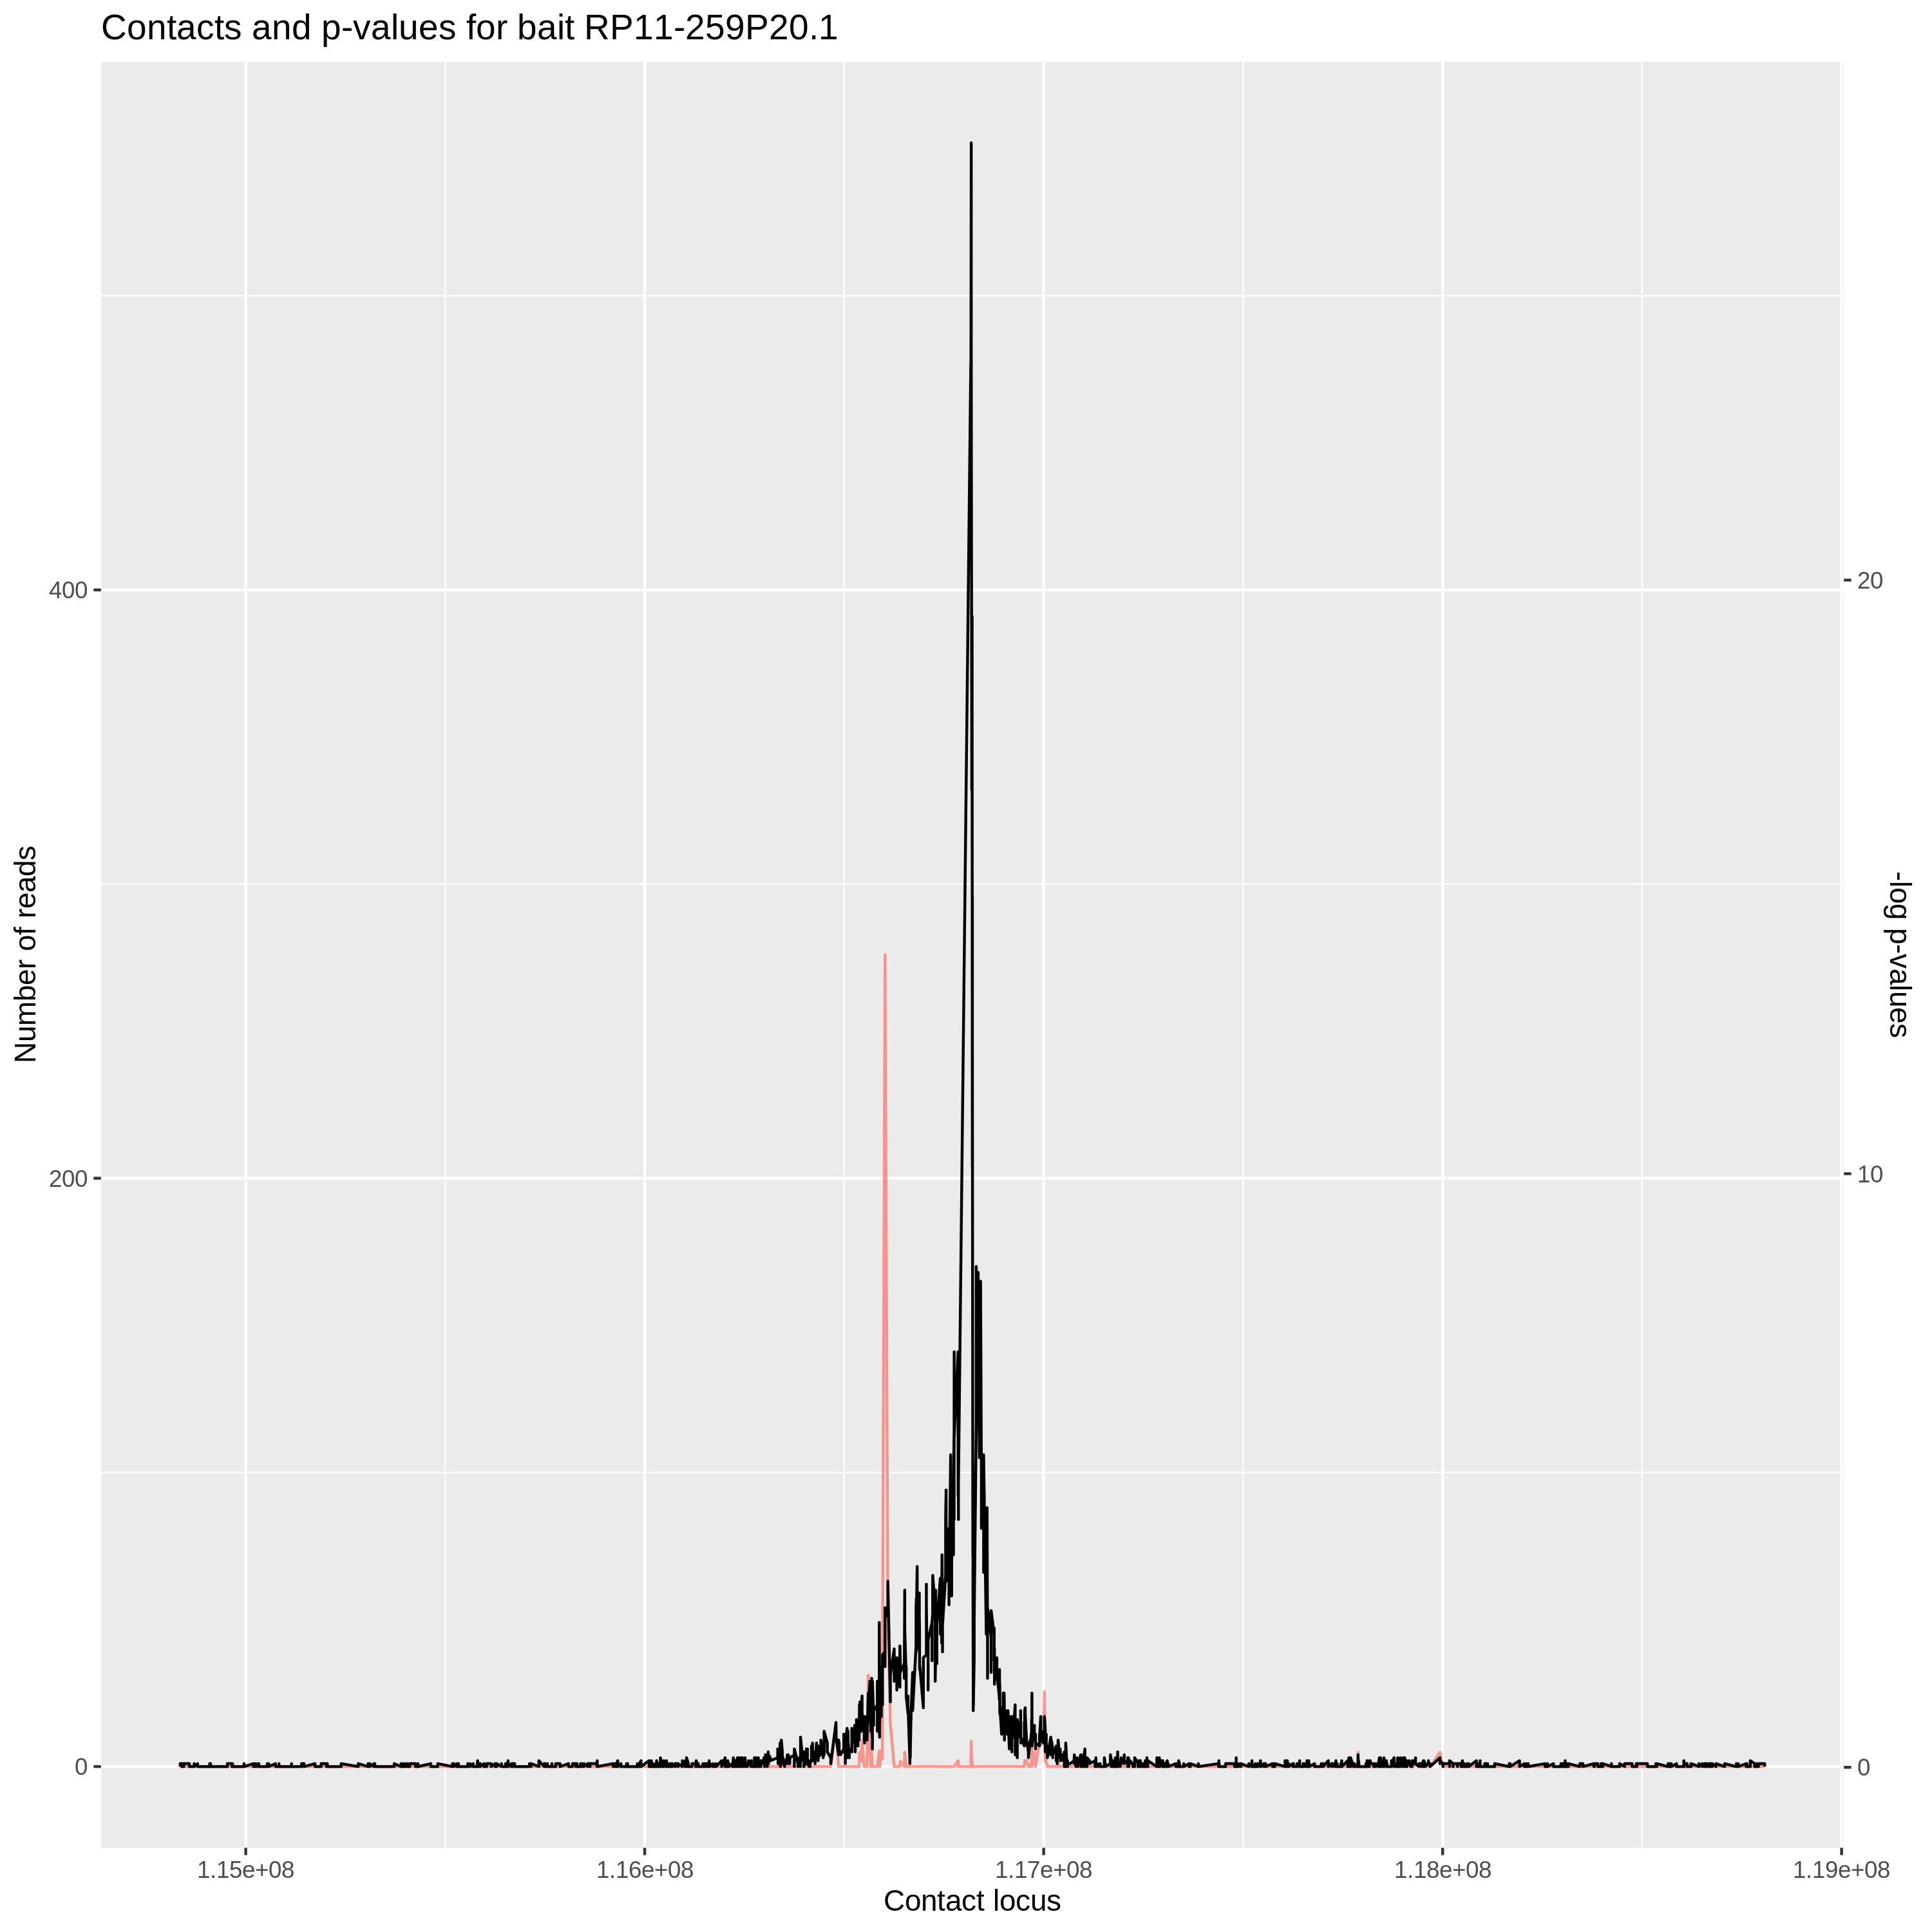 Contacts and p-values for bait RP11-259P20.1
Number of reads
400
200
0
20
10
0
-log p-values
1.15e+08 1.16e+08 1.17e+08 1.18e+08 1.19e+08
Contact locus